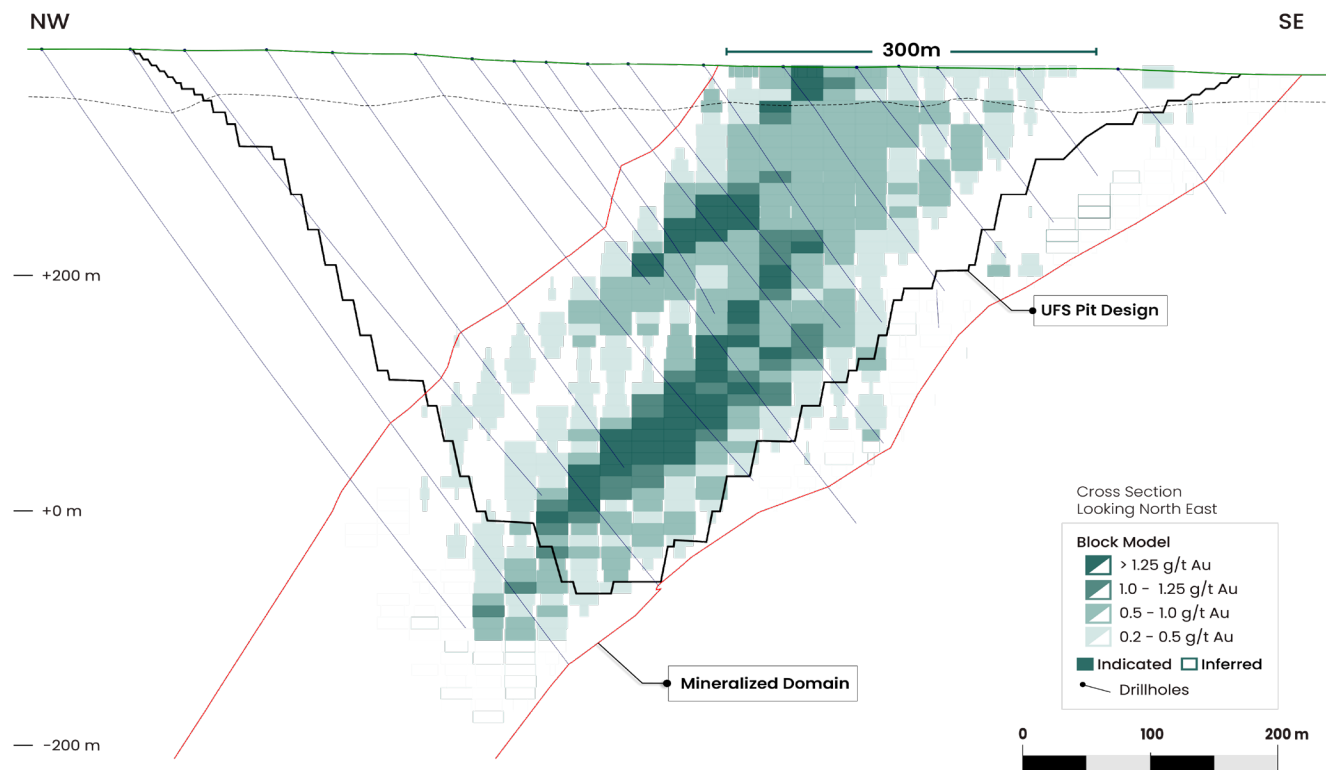 NW
SE
300m
+200 m
UFS Pit Design
+0 m
Cross Section
Looking North East
Block Model
> 1.25 g/t Au
1.0 - 1.25 g/t Au
0.5 - 1.0 g/t Au
0.2 - 0.5 g/t Au
Indicated Inferred
Drillholes
Mineralized Domain
-200 m
0 100 200 m